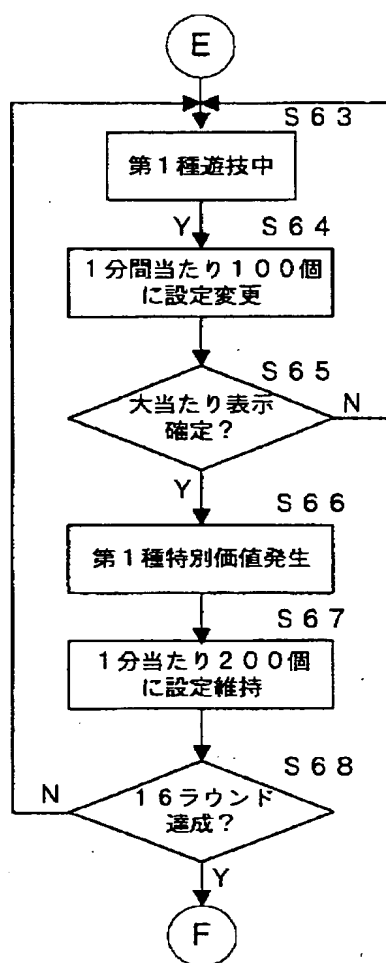 E
S63
第1種遊技中
Y
S64
1分間当たり100個
に設定変更
S65
大当たり表示
確定？
N
Y
S66
第1種特別価値発生
S67
1分当たり200個
に設定維持
S68
N
16ラウンド
達成？
Y
F